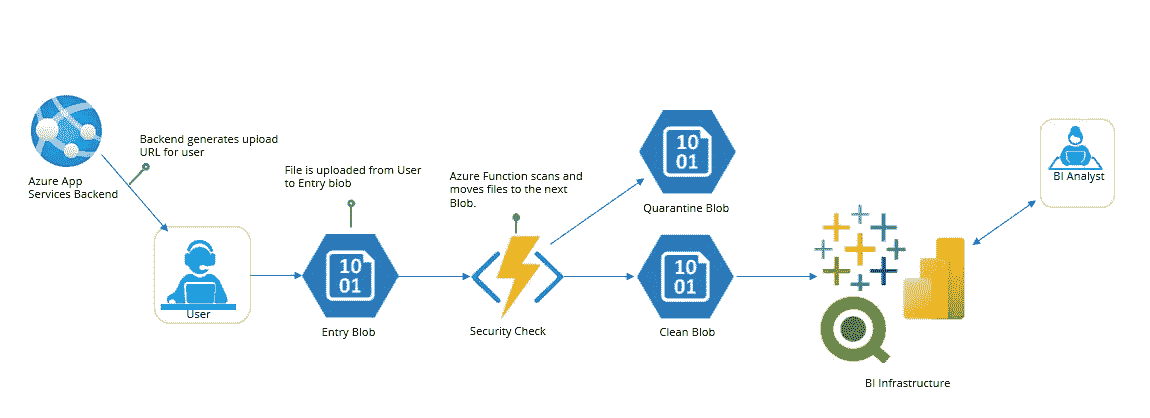 Backend generates upload
URL for user
Azure App
Services Backend
User
File is uploaded from User
to Entry blob
10
01
Entry Blob
Azure Function scans and
moves files to the next
Blob.
Security Check
10
01
Quarantine Blob
10
01
Clean Blob
BI Infrastructure
BI Analyst